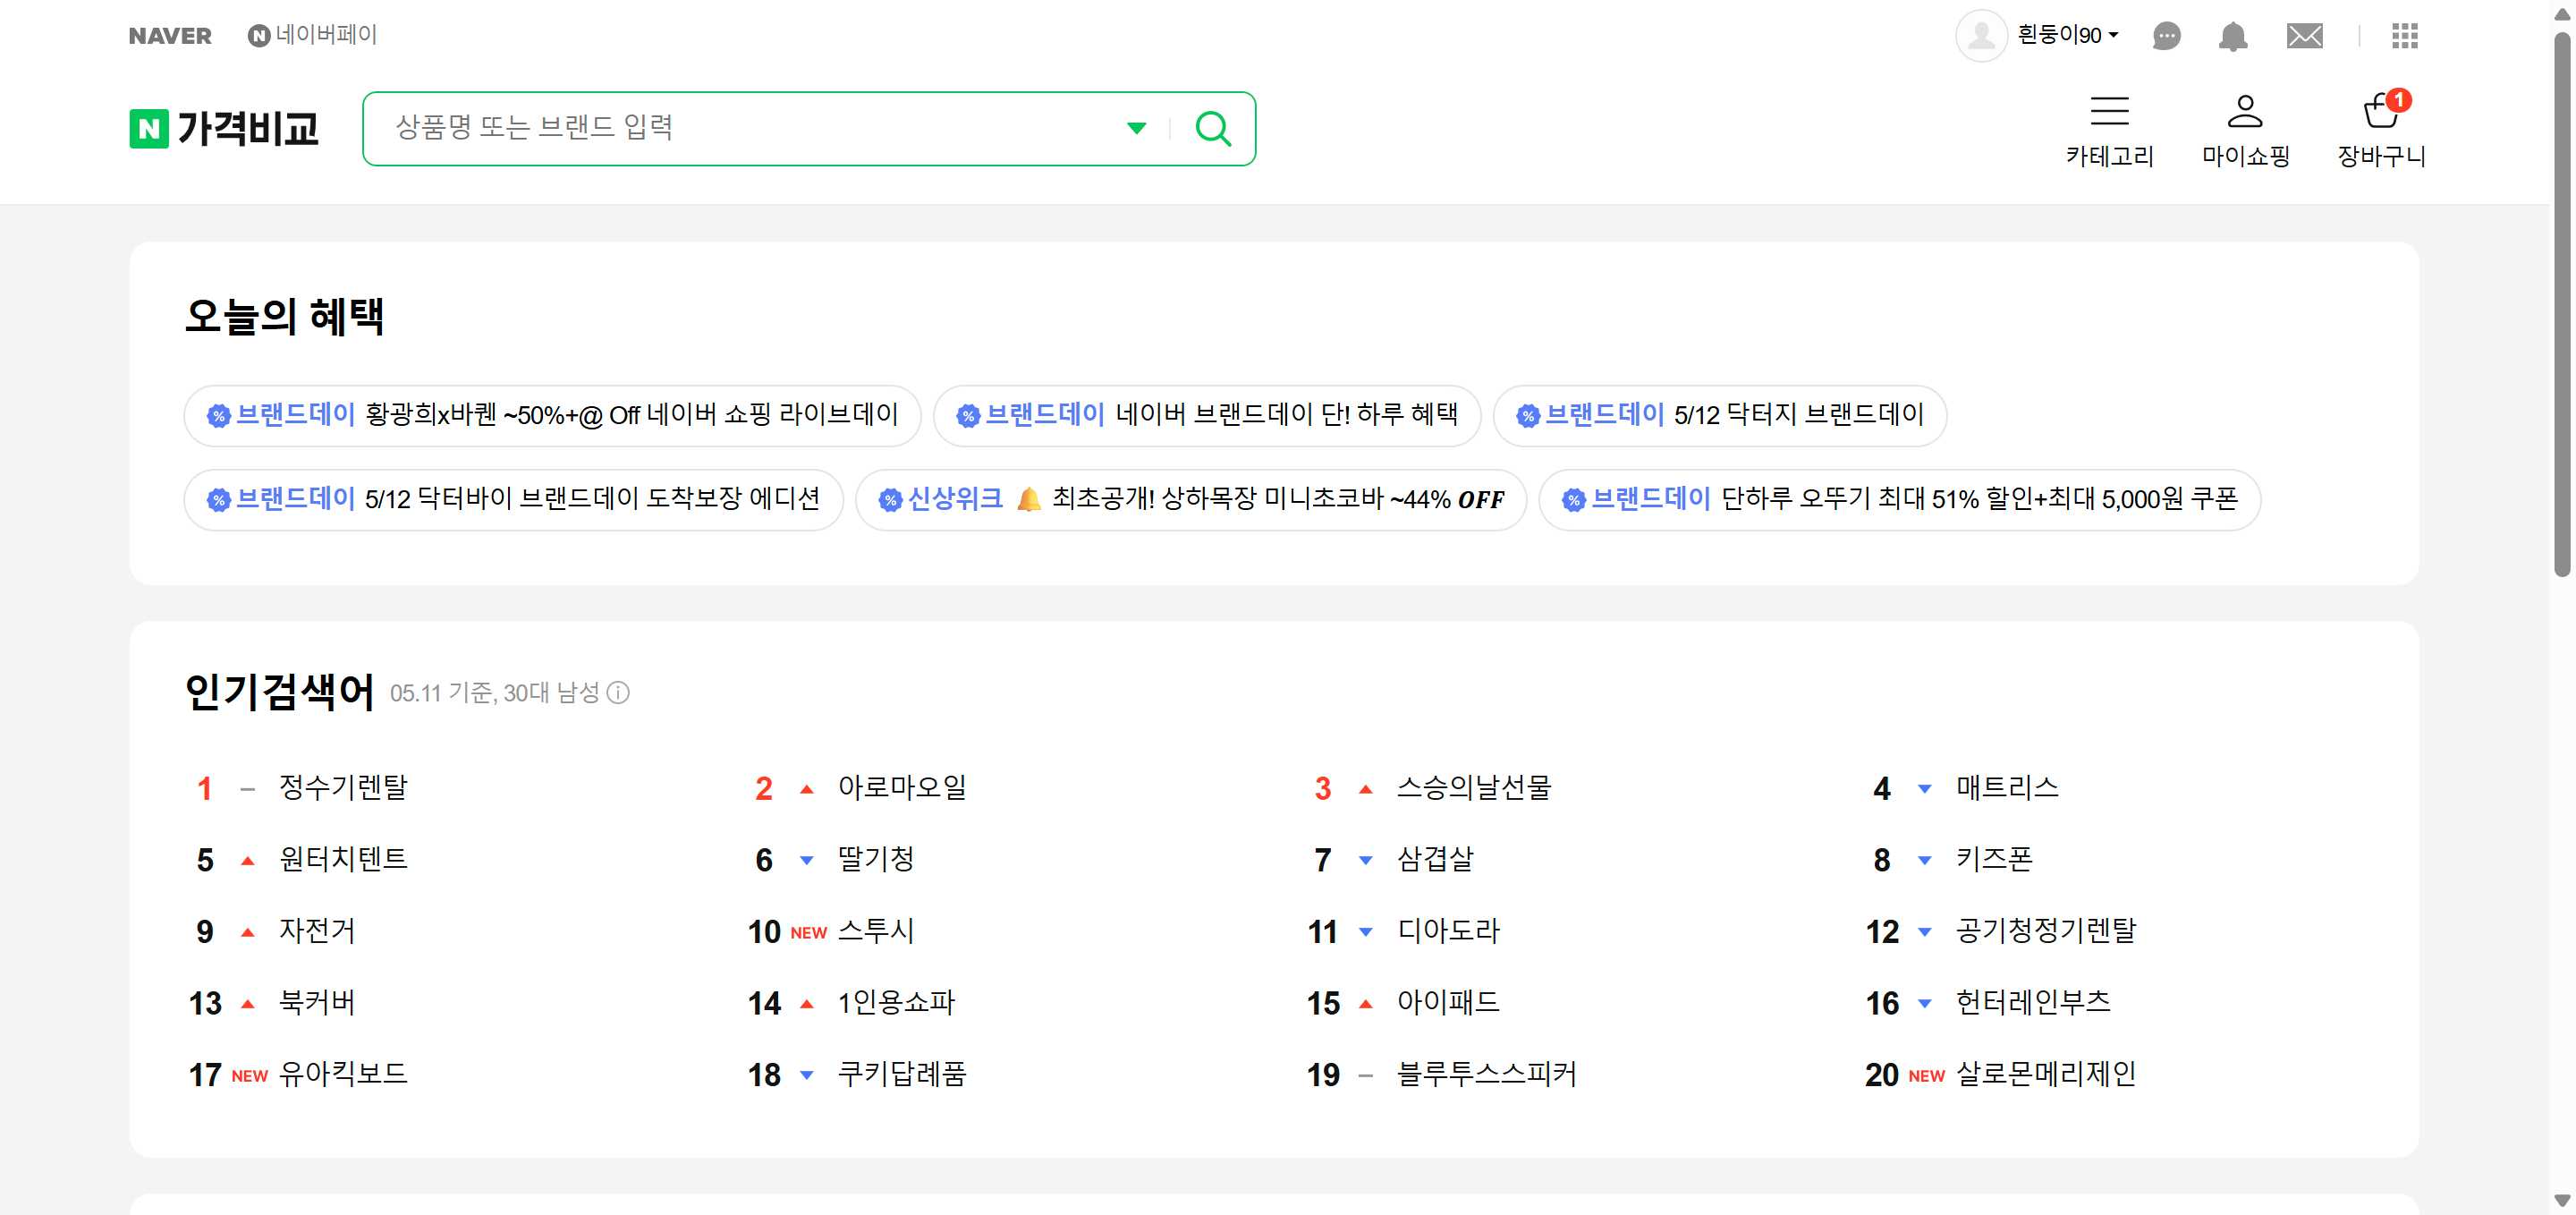 NAVER 네이버페이 흰둥이90
N 가격비교 상품명 또는 브랜드 입력 카테고리 마이쇼핑 장바구니 1
오늘의 혜택
브랜드데이 황광희x바퀜 ~50%+@ Off 네이버 쇼핑 라이브데이 브랜드데이 네이버 브랜드데이 단! 하루 혜택 브랜드데이 5/12 닥터지 브랜드데이
브랜드데이 5/12 닥터바이 브랜드데이 도착보장 에디션 신상위크 🔔 최초공개! 상하목장 미니초코바 ~44% OFF 브랜드데이 단하루 오뚜기 최대 51% 할인+최대 5,000원 쿠폰
인기검색어 05.11 기준, 30대 남성
1 – 정수기렌탈 2 ▲ 아로마오일 3 ▲ 스승의날선물 4 ▼ 매트리스
5 ▲ 원터치텐트 6 ▼ 딸기청 7 ▼ 삼겹살 8 ▼ 키즈폰
9 ▲ 자전거 10 NEW 스투시 11 ▼ 디아도라 12 ▼ 공기청정기렌탈
13 ▲ 북커버 14 ▲ 1인용쇼파 15 ▲ 아이패드 16 ▼ 헌터레인부츠
17 NEW 유아킥보드 18 ▼ 쿠키답례품 19 – 블루투스스피커 20 NEW 살로몬메리제인